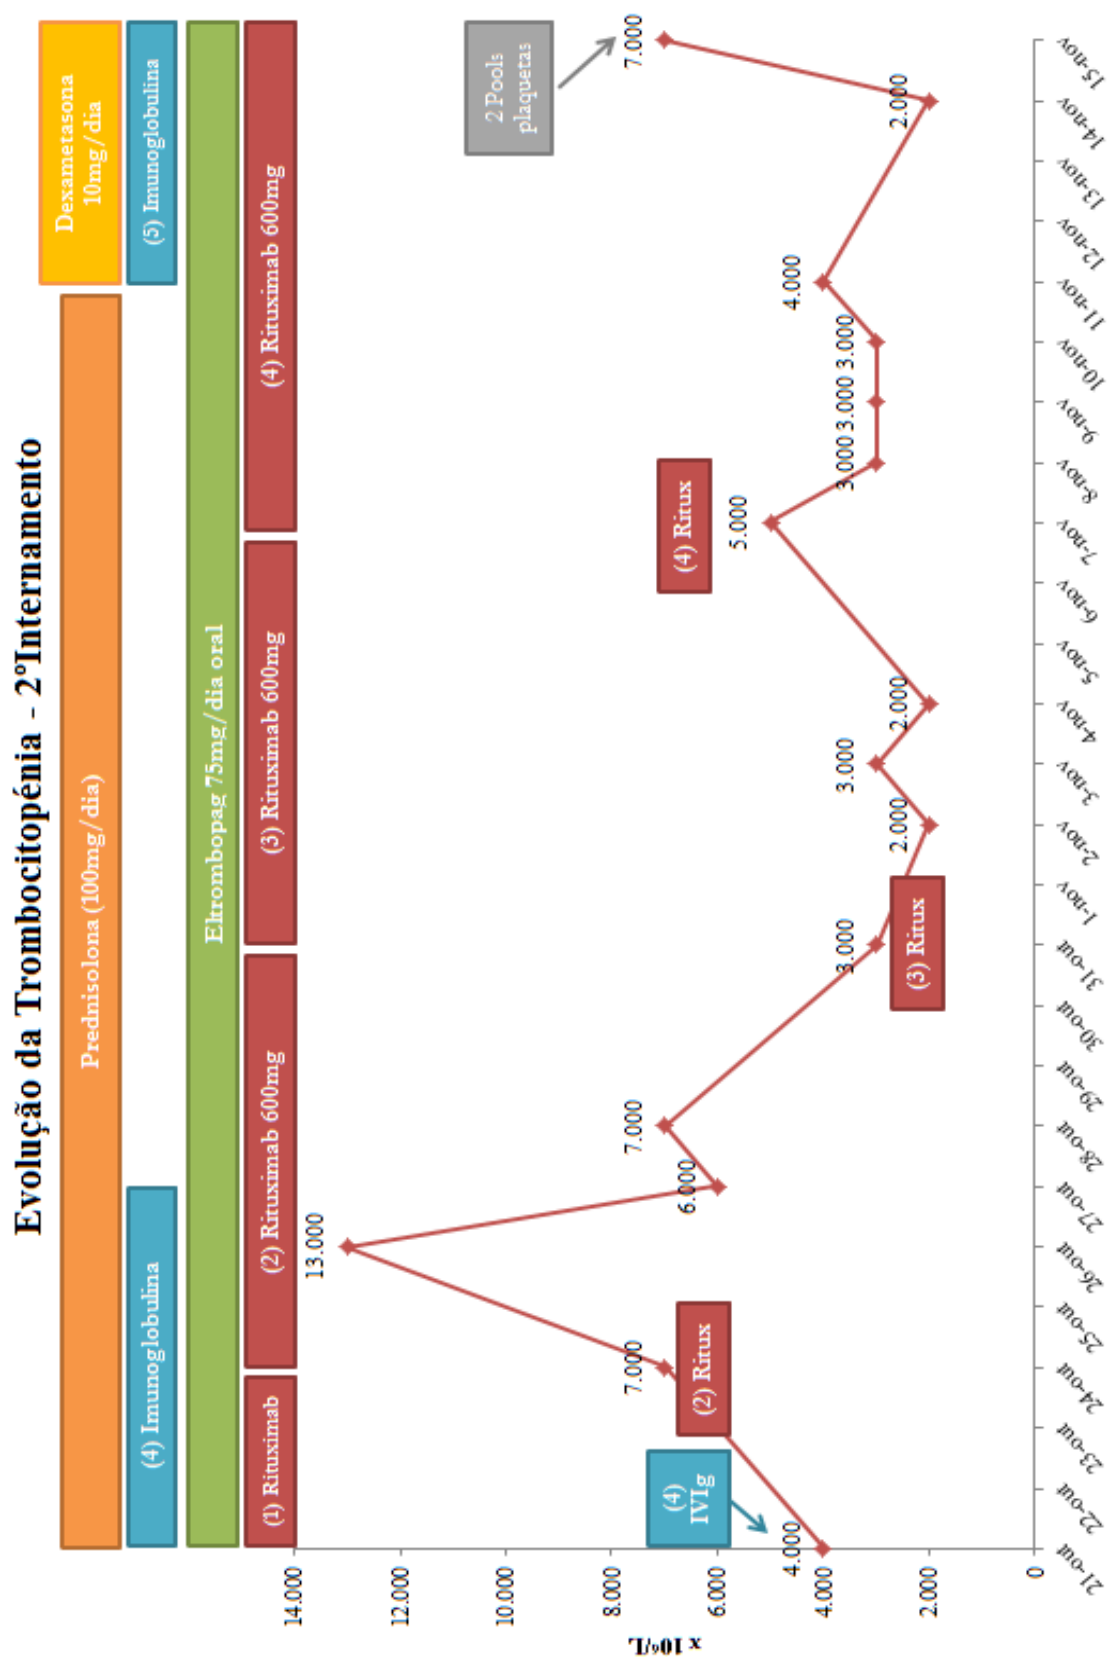 Evolução da Trombocitopénia - 2ºInternamento
Prednisolona (100mg/dia)
Dexametasona
10mg/dia
(4) Imunoglobulina
(5) Imunoglobulina
Eltrombopag 75mg/dia oral
(1) Rituximab
(2) Rituximab 600mg
(3) Rituximab 600mg
(4) Rituximab 600mg
x 10⁶/L
14.000
12.000
10.000
8.000
6.000
4.000
2.000
0
4.000
7.000
13.000
6.000
7.000
3.000
2.000
3.000
2.000
5.000
3.000
3.000
3.000
4.000
2.000
7.000
(4)
IVIg
(2) Ritux
(3) Ritux
(4) Ritux
2 Pools
plaquetas
21-out
22-out
23-out
24-out
25-out
26-out
27-out
28-out
29-out
30-out
31-out
1-nov
2-nov
3-nov
4-nov
5-nov
6-nov
7-nov
8-nov
9-nov
10-nov
11-nov
12-nov
13-nov
14-nov
15-nov